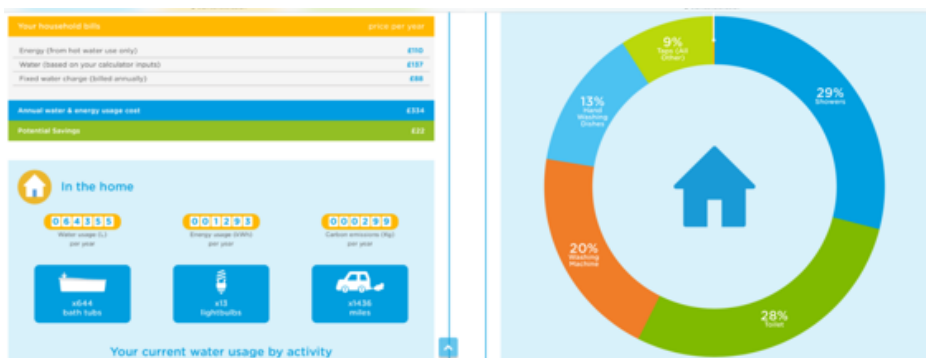 Your household bills price per year
Energy (from hot water use only) £110
Water (based on your calculator inputs) £137
Fixed water charge (billed annually)
Annual water & energy usage cost £334
Potential Savings £22
In the home
064355
Water usage (L)
per year
001293
Energy usage (kWh)
per year
000299
Carbon emissions (Kg)
per year
x644
bath tubs
x13
lightbulbs
x1436
miles
Your current water usage by activity
9%
Taps (All
Other)
29%
Showers
13%
Hand
Washing
Dishes
20%
Washing
Machine
28%
Toilet